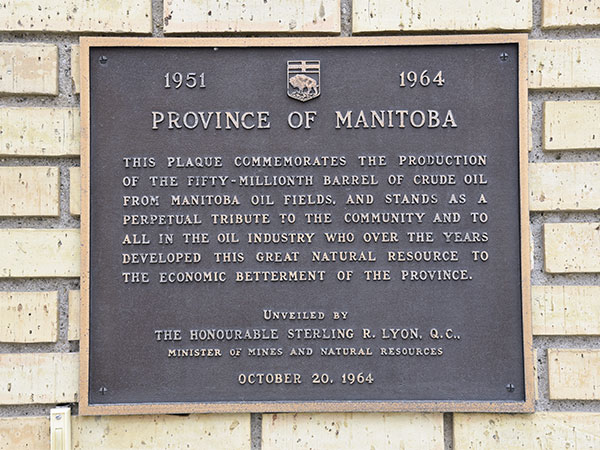 1951 1964
PROVINCE OF MANITOBA
THIS PLAQUE COMMEMORATES THE PRODUCTION
OF THE FIFTY-MILLIONTH BARREL OF CRUDE OIL
FROM MANITOBA OIL FIELDS, AND STANDS AS A
PERPETUAL TRIBUTE TO THE COMMUNITY AND TO
ALL IN THE OIL INDUSTRY WHO OVER THE YEARS
DEVELOPED THIS GREAT NATURAL RESOURCE TO
THE ECONOMIC BETTERMENT OF THE PROVINCE.
UNVEILED BY
THE HONOURABLE STERLING R. LYON, Q.C.,
MINISTER OF MINES AND NATURAL RESOURCES
OCTOBER 20, 1964